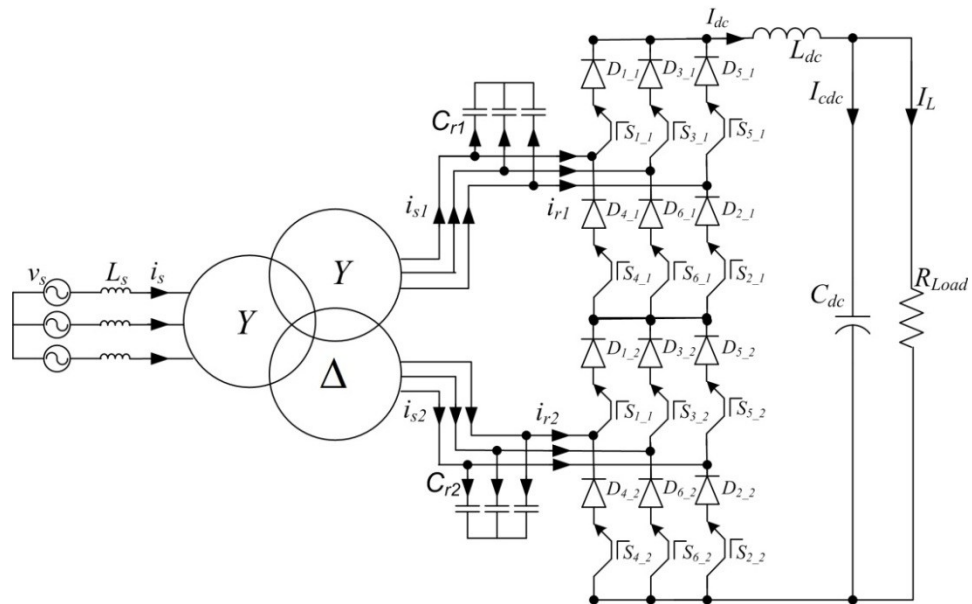 I_dc
L_dc
D_1_1 D_3_1 D_5_1
C_r1
S_1_1 S_3_1 S_5_1
I_cdc I_L
i_s1 i_r1
D_4_1 D_6_1 D_2_1
S_4_1 S_6_1 S_2_1
v_s L_s i_s
Y Y
C_dc R_Load
Δ
D_1_2 D_3_2 D_5_2
S_1_1 S_3_2 S_5_2
i_s2 i_r2
C_r2
D_4_2 D_6_2 D_2_2
S_4_2 S_6_2 S_2_2